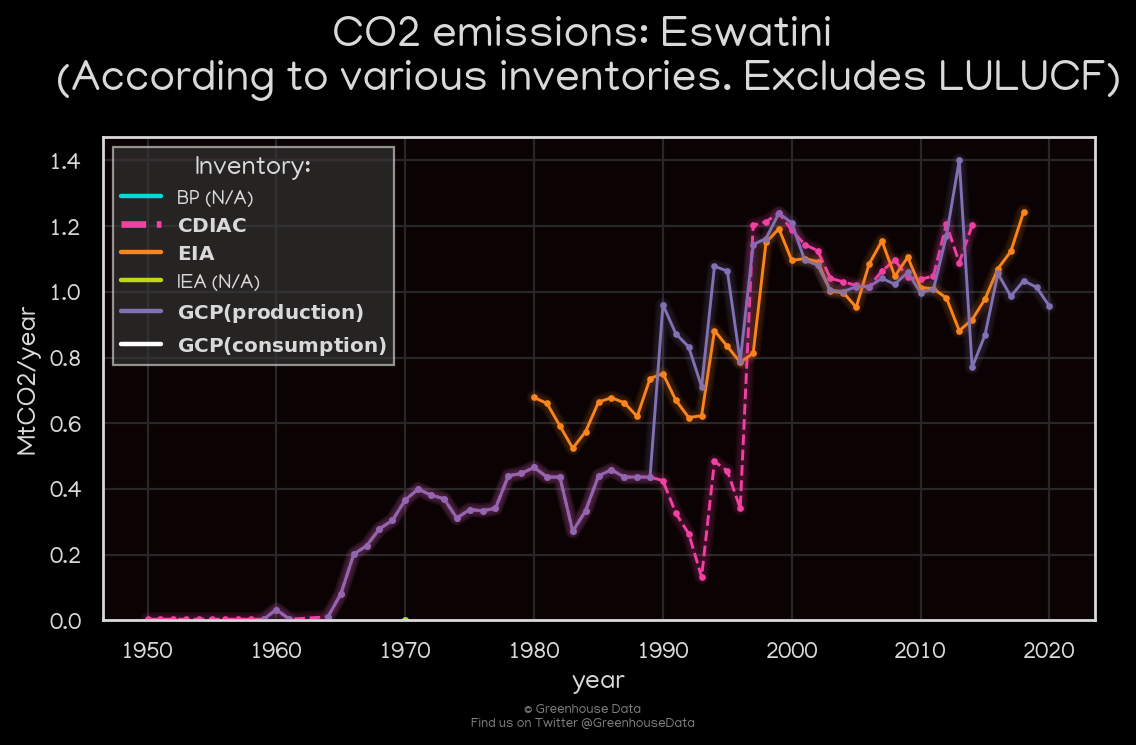 CO2 emissions: Eswatini
(According to various inventories. Excludes LULUCF)
Inventory:
BP (N/A)
CDIAC
EIA
IEA (N/A)
GCP(production)
GCP(consumption)
MtCO2/year
1.4
1.2
1.0
0.8
0.6
0.4
0.2
0.0
1950 1960 1970 1980 1990 2000 2010 2020
year
© Greenhouse Data
Find us on Twitter @GreenhouseData